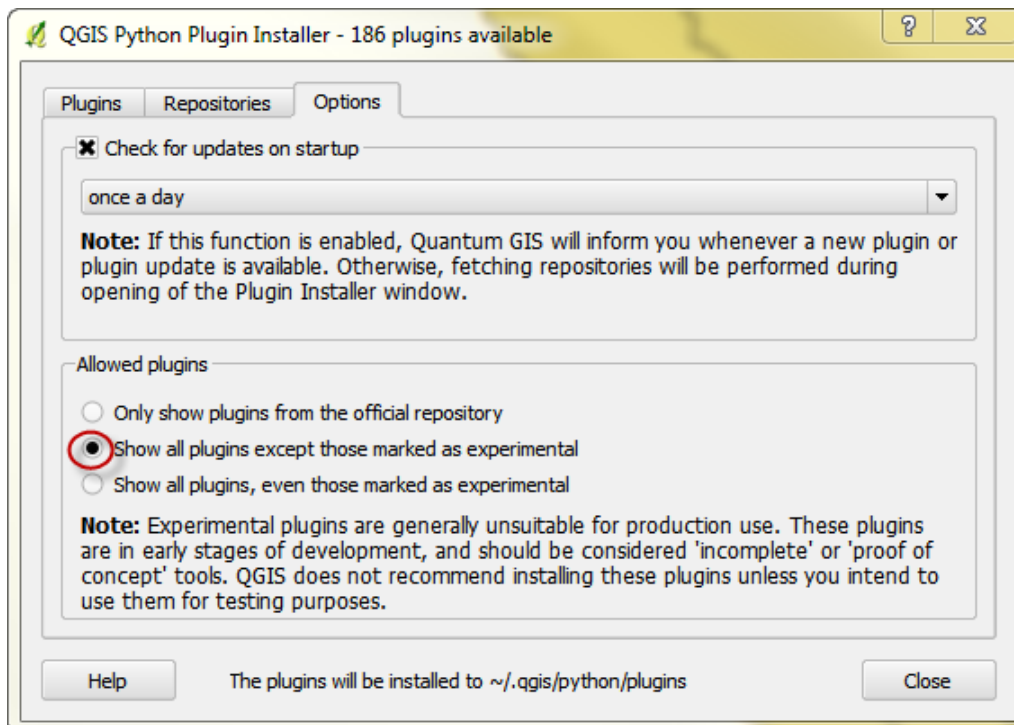 QGIS Python Plugin Installer - 186 plugins available
?
Plugins
Repositories
Options
Check for updates on startup
once a day
Note: If this function is enabled, Quantum GIS will inform you whenever a new plugin or
plugin update is available. Otherwise, fetching repositories will be performed during
opening of the Plugin Installer window.
Allowed plugins
Only show plugins from the official repository
Show all plugins except those marked as experimental
Show all plugins, even those marked as experimental
Note: Experimental plugins are generally unsuitable for production use. These plugins
are in early stages of development, and should be considered 'incomplete' or 'proof of
concept' tools. QGIS does not recommend installing these plugins unless you intend to
use them for testing purposes.
Help
The plugins will be installed to ~/.qgis/python/plugins
Close